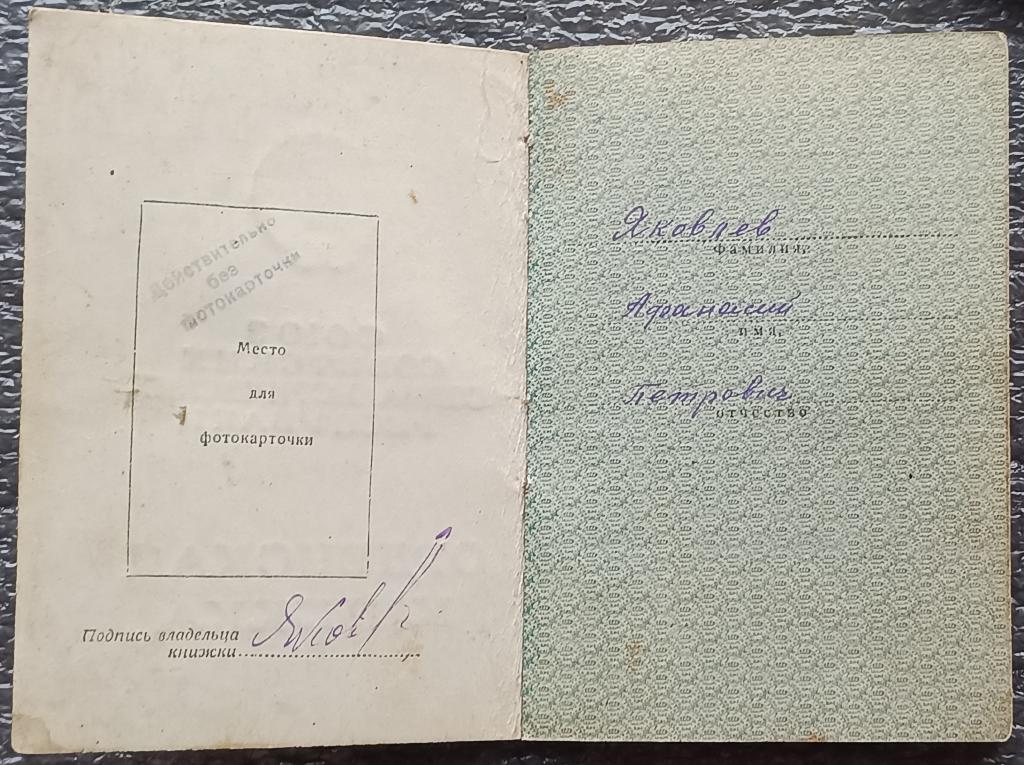 Действительно
без
фотокарточки
Место
для
фотокарточки
Подпись владельца
книжки
Яковлев
фамилия
Афанасий
имя
Петрович
отчество